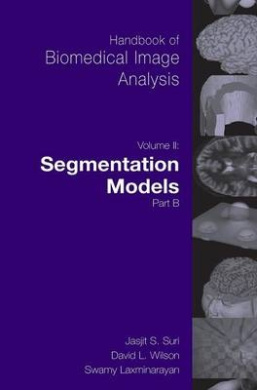 Handbook of
Biomedical Image
Analysis
Volume II:
Segmentation
Models
Part B
Jasjit S. Suri
David L. Wilson
Swamy Laxminarayan